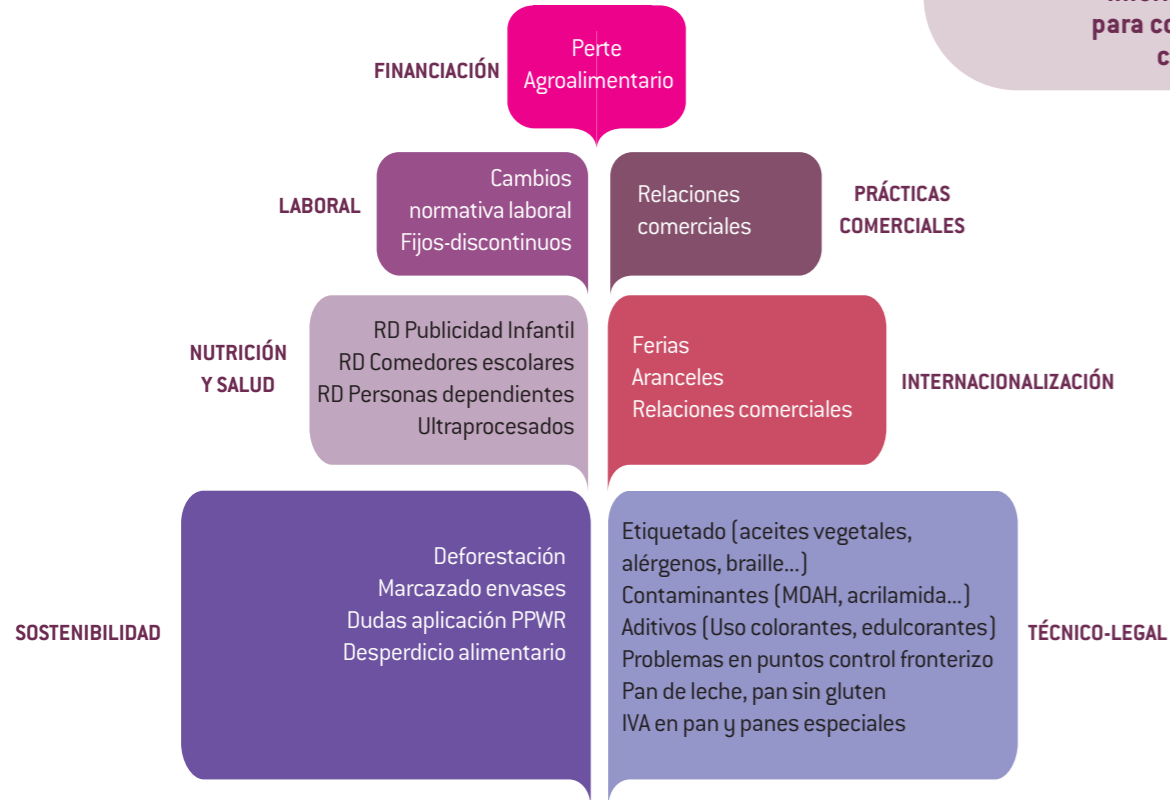 para co
FINANCIACIÓN
Perte
Agroalimentario
LABORAL
Cambios
normativa laboral
Fijos-discontinuos
Relaciones
comerciales
PRÁCTICAS
COMERCIALES
NUTRICIÓN
Y SALUD
RD Publicidad Infantil
RD Comedores escolares
RD Personas dependientes
Ultraprocesados
Ferias
Aranceles
Relaciones comerciales
INTERNACIONALIZACIÓN
SOSTENIBILIDAD
Deforestación
Marcazado envases
Dudas aplicación PPWR
Desperdicio alimentario
Etiquetado (aceites vegetales,
alérgenos, braille...)
Contaminantes (MOAH, acrilamida...)
Aditivos (Uso colorantes, edulcorantes)
Problemas en puntos control fronterizo
Pan de leche, pan sin gluten
IVA en pan y panes especiales
TÉCNICO-LEGAL